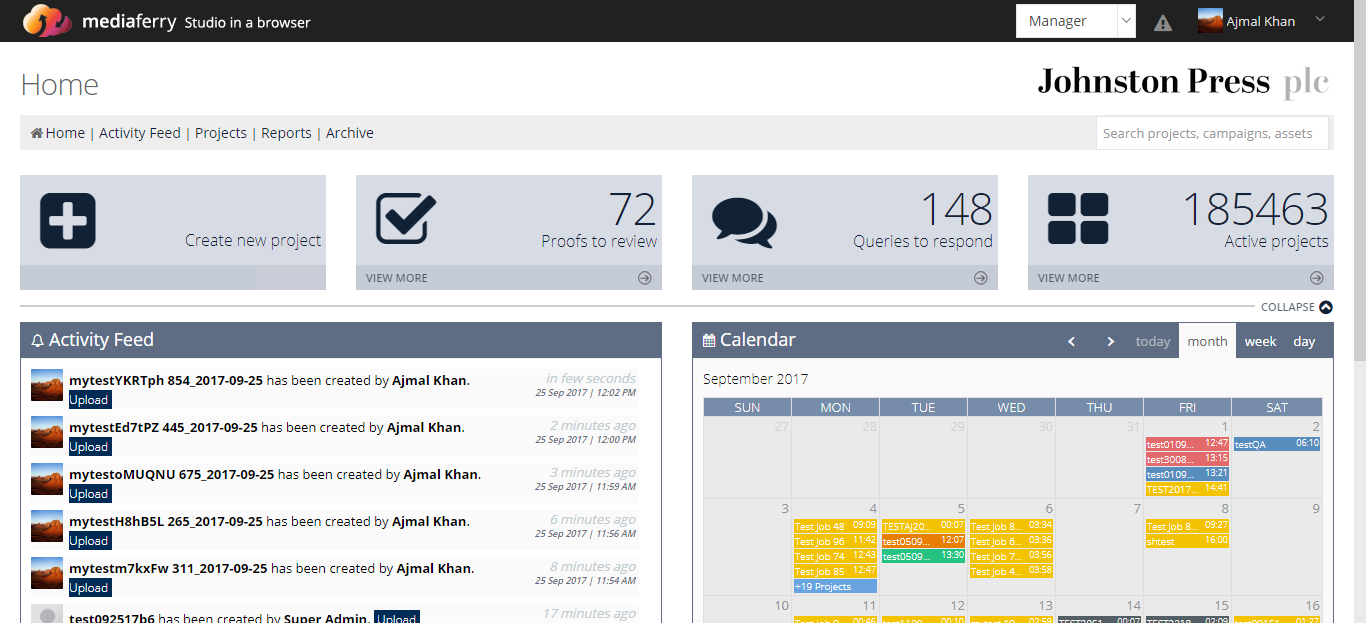 mediaferry Studio in a browser
Manager
Ajmal Khan
Home
Johnston Press plc
Home | Activity Feed | Projects | Reports | Archive
Search projects, campaigns, assets
Create new project
72
Proofs to review
VIEW MORE
148
Queries to respond
VIEW MORE
185463
Active projects
VIEW MORE
COLLAPSE
Activity Feed
mytestYKRTph 854_2017-09-25 has been created by Ajmal Khan.
Upload
in few seconds
25 Sep 2017 | 12:02 PM
mytestEd7tPZ 445_2017-09-25 has been created by Ajmal Khan.
Upload
2 minutes ago
25 Sep 2017 | 12:00 PM
mytestoMUQNU 675_2017-09-25 has been created by Ajmal Khan.
Upload
3 minutes ago
25 Sep 2017 | 11:59 AM
mytestH8hB5L 265_2017-09-25 has been created by Ajmal Khan.
Upload
6 minutes ago
25 Sep 2017 | 11:56 AM
mytestm7kxFw 311_2017-09-25 has been created by Ajmal Khan.
Upload
8 minutes ago
25 Sep 2017 | 11:54 AM
test092517b6 has been created by Super Admin. Upload
17 minutes ago
Calendar
today month week day
September 2017
SUN MON TUE WED THU FRI SAT
27 28 29 30 31 1 2
test0109... 12:47
test3008... 13:15
test0109... 13:21
TEST2017... 14:41
testQA 06:10
3 4 5 6 7 8 9
Test Job 48 09:09
Test Job 96 11:42
Test Job 74 12:43
Test Job 85 12:47
+19 Projects
TESTAJ20... 00:07
test0509... 12:07
test0509... 13:30
Test Job 8... 03:34
Test Job 6... 03:36
Test Job 7... 03:56
Test Job 4... 03:58
Test Job 8... 09:27
shtest 16:00
10 11 12 13 14 15 16